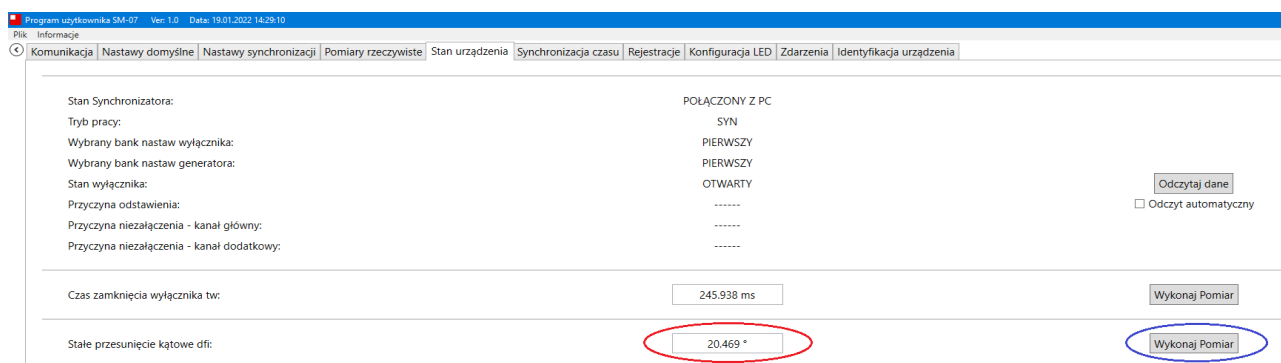 Program użytkownika SM-07 Ver: 1.0 Data: 19.01.2022 14:29:10
Plik Informacje
Komunikacja Nastawy domyślne Nastawy synchronizacji Pomiary rzeczywiste Stan urządzenia Synchronizacja czasu Rejestracje Konfiguracja LED Zdarzenia Identyfikacja urządzenia
Stan Synchronizatora: POŁĄCZONY Z PC
Tryb pracy: SYN
Wybrany bank nastaw wyłącznika: PIERWSZY
Wybrany bank nastaw generatora: PIERWSZY
Stan wyłącznika: OTWARTY Odczytaj dane
Przyczyna odstawienia: ------ Odczyt automatyczny
Przyczyna niezałączenia - kanał główny: ------
Przyczyna niezałączenia - kanał dodatkowy: ------
Czas zamknięcia wyłącznika tw: 245.938 ms Wykonaj Pomiar
Stałe przesunięcie kątowe dfi: 20.469 ° Wykonaj Pomiar